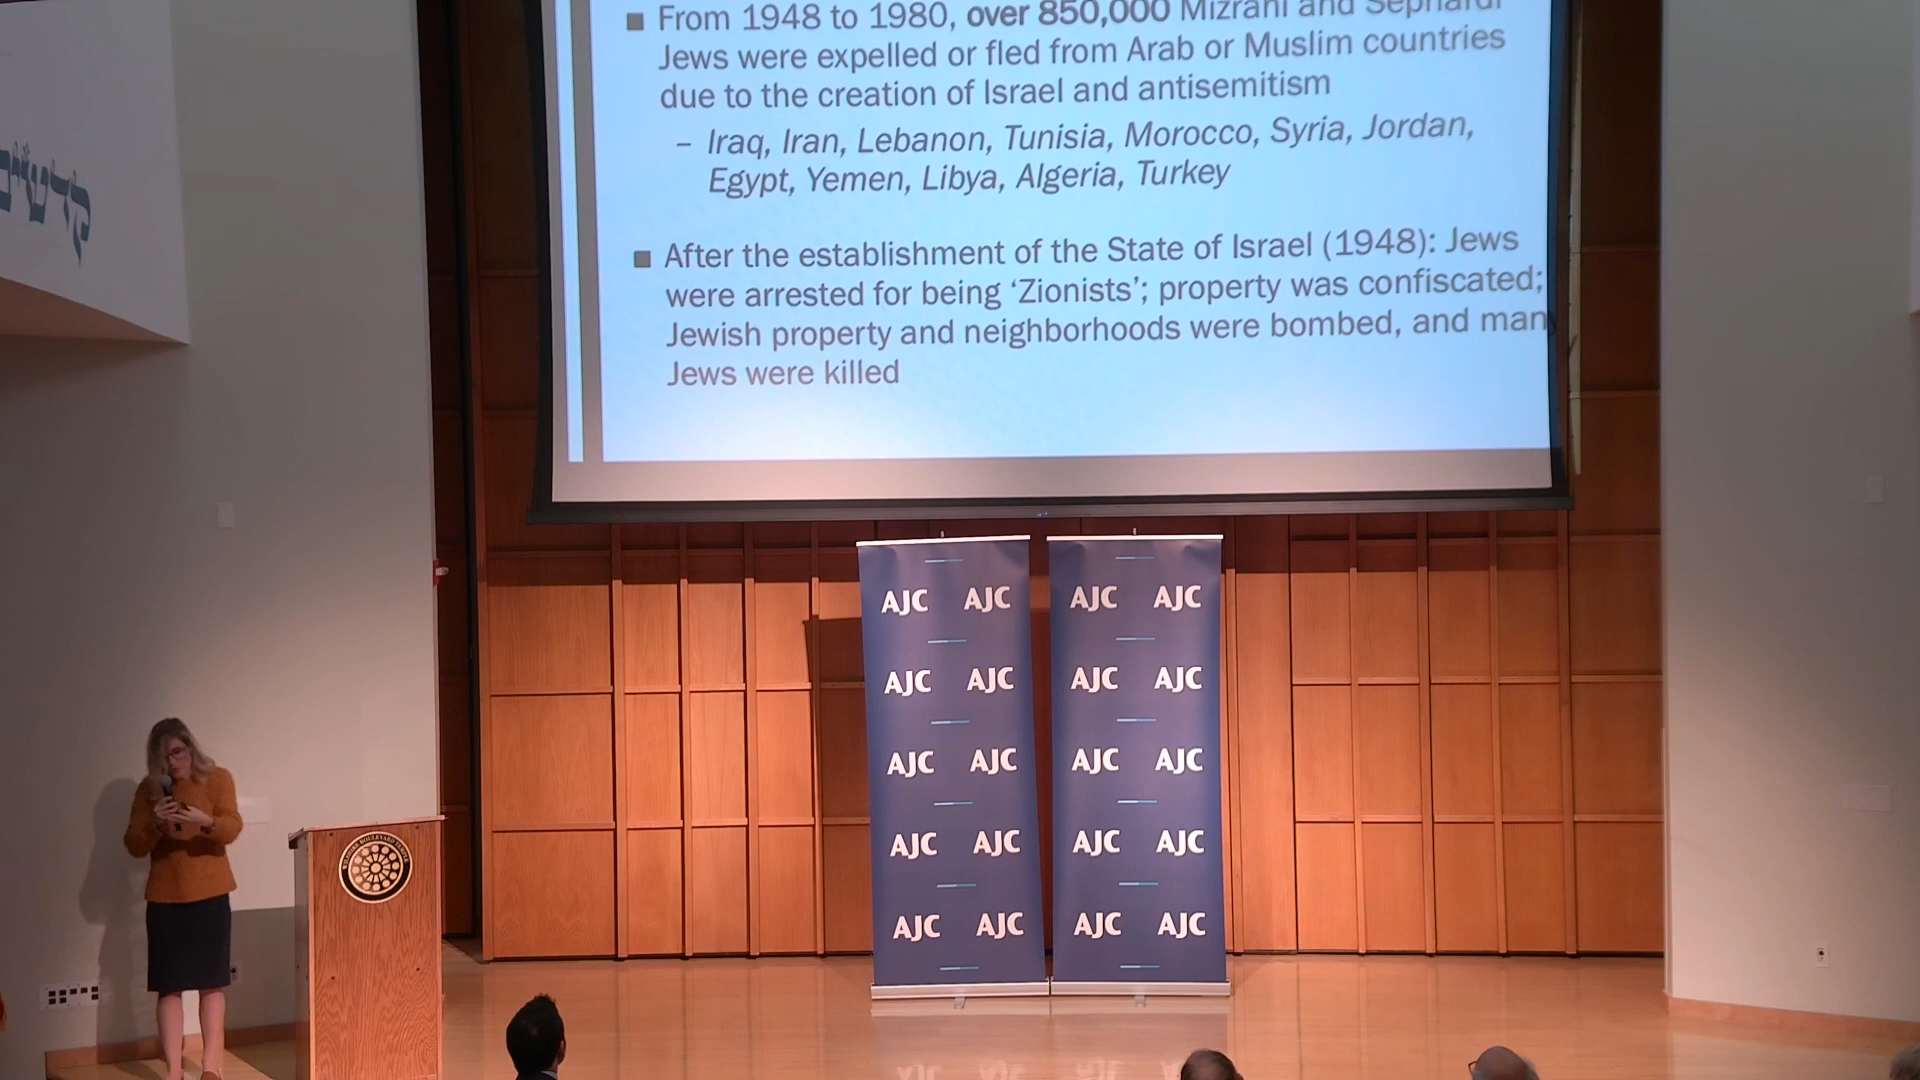 ■ From 1948 to 1980, over 850,000 Mizrahi and Sephardi
Jews were expelled or fled from Arab or Muslim countries
due to the creation of Israel and antisemitism
– Iraq, Iran, Lebanon, Tunisia, Morocco, Syria, Jordan,
Egypt, Yemen, Libya, Algeria, Turkey
■ After the establishment of the State of Israel (1948): Jews
were arrested for being ‘Zionists’; property was confiscated;
Jewish property and neighborhoods were bombed, and man
Jews were killed
AJC AJC AJC AJC
AJC AJC AJC AJC
AJC AJC AJC AJC
AJC AJC AJC AJC
AJC AJC AJC AJC
WILSHIRE BOULEVARD TEMPLE